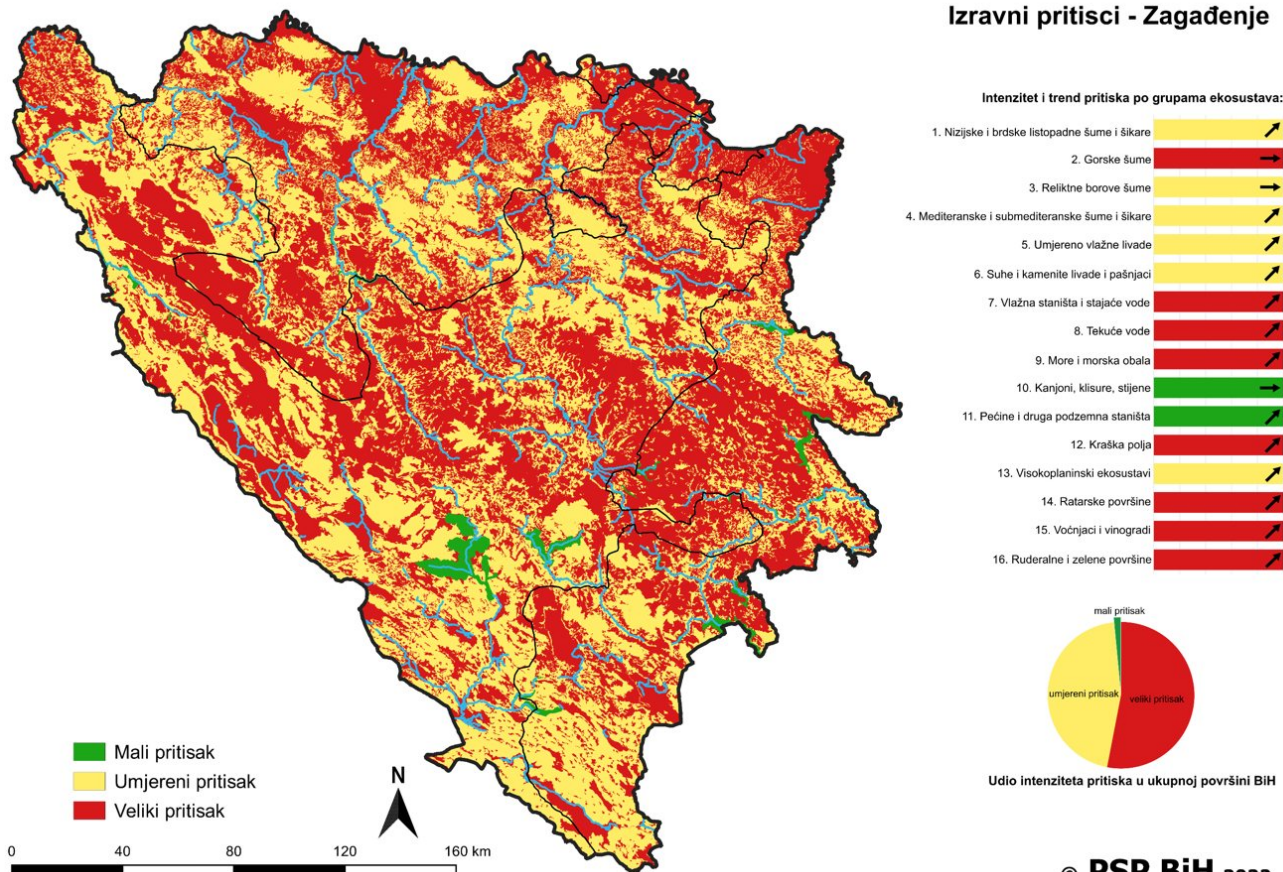 Izravni pritisci - Zagađenje
Intenzitet i trend pritiska po grupama ekosustava:
1. Nizijske i brdske listopadne šume i šikare
2. Gorske šume
3. Reliktne borove šume
4. Mediteranske i submediteranske šume i šikare
5. Umjereno vlažne livade
6. Suhe i kamenite livade i pašnjaci
7. Vlažna staništa i stajaće vode
8. Tekuće vode
9. More i morska obala
10. Kanjoni, klisure, stijene
11. Pećine i druga podzemna staništa
12. Kraška polja
13. Visokoplaninski ekosustavi
14. Ratarske površine
15. Voćnjaci i vinogradi
16. Ruderalne i zelene površine
mali pritisak
umjereni pritisak
veliki pritisak
Udio intenziteta pritiska u ukupnoj površini BiH
Mali pritisak
Umjereni pritisak
Veliki pritisak
N
0 40 80 120 160 km
© PSP BiH